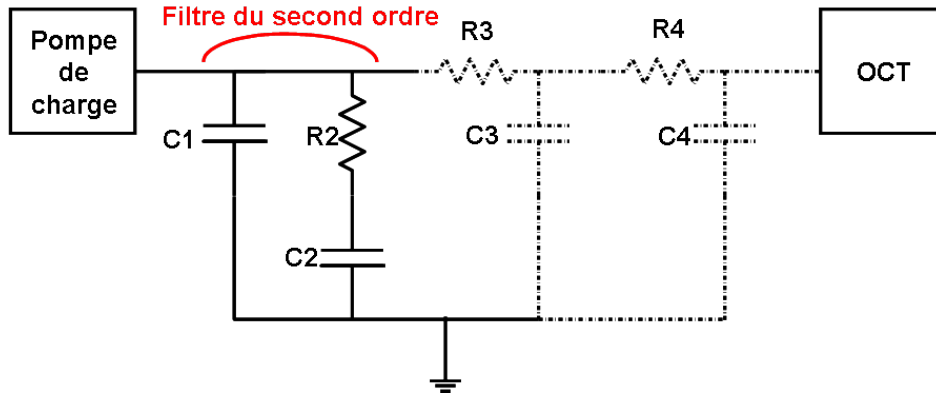 Filtre du second ordre
Pompe
de
charge
R3
R4
OCT
C1
R2
C3
C4
C2